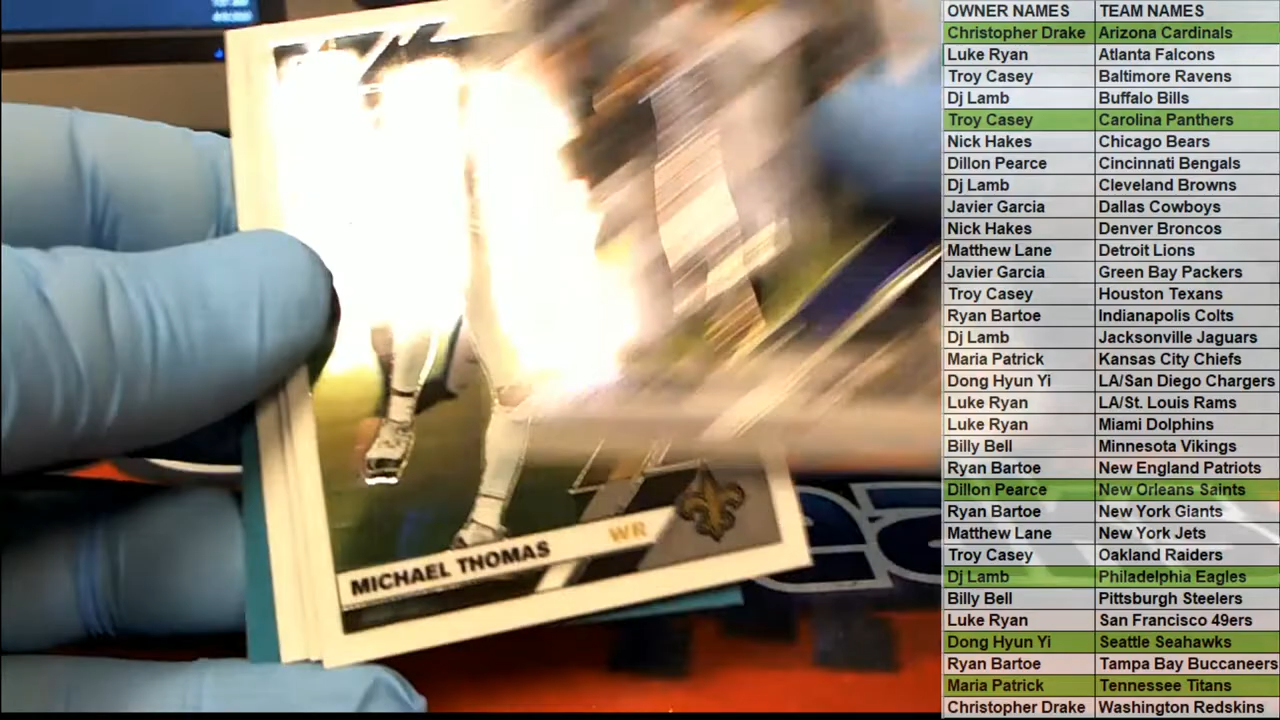 OWNER NAMES TEAM NAMES
Christopher Drake Arizona Cardinals
Luke Ryan Atlanta Falcons
Troy Casey Baltimore Ravens
Dj Lamb Buffalo Bills
Troy Casey Carolina Panthers
Nick Hakes Chicago Bears
Dillon Pearce Cincinnati Bengals
Dj Lamb Cleveland Browns
Javier Garcia Dallas Cowboys
Nick Hakes Denver Broncos
Matthew Lane Detroit Lions
Javier Garcia Green Bay Packers
Troy Casey Houston Texans
Ryan Bartoe Indianapolis Colts
Dj Lamb Jacksonville Jaguars
Maria Patrick Kansas City Chiefs
Dong Hyun Yi LA/San Diego Chargers
Luke Ryan LA/St. Louis Rams
Luke Ryan Miami Dolphins
Billy Bell Minnesota Vikings
Ryan Bartoe New England Patriots
Dillon Pearce New Orleans Saints
Ryan Bartoe New York Giants
Matthew Lane New York Jets
Troy Casey Oakland Raiders
Dj Lamb Philadelphia Eagles
Billy Bell Pittsburgh Steelers
Luke Ryan San Francisco 49ers
Dong Hyun Yi Seattle Seahawks
Ryan Bartoe Tampa Bay Buccaneers
Maria Patrick Tennessee Titans
Christopher Drake Washington Redskins
MICHAEL THOMAS WR